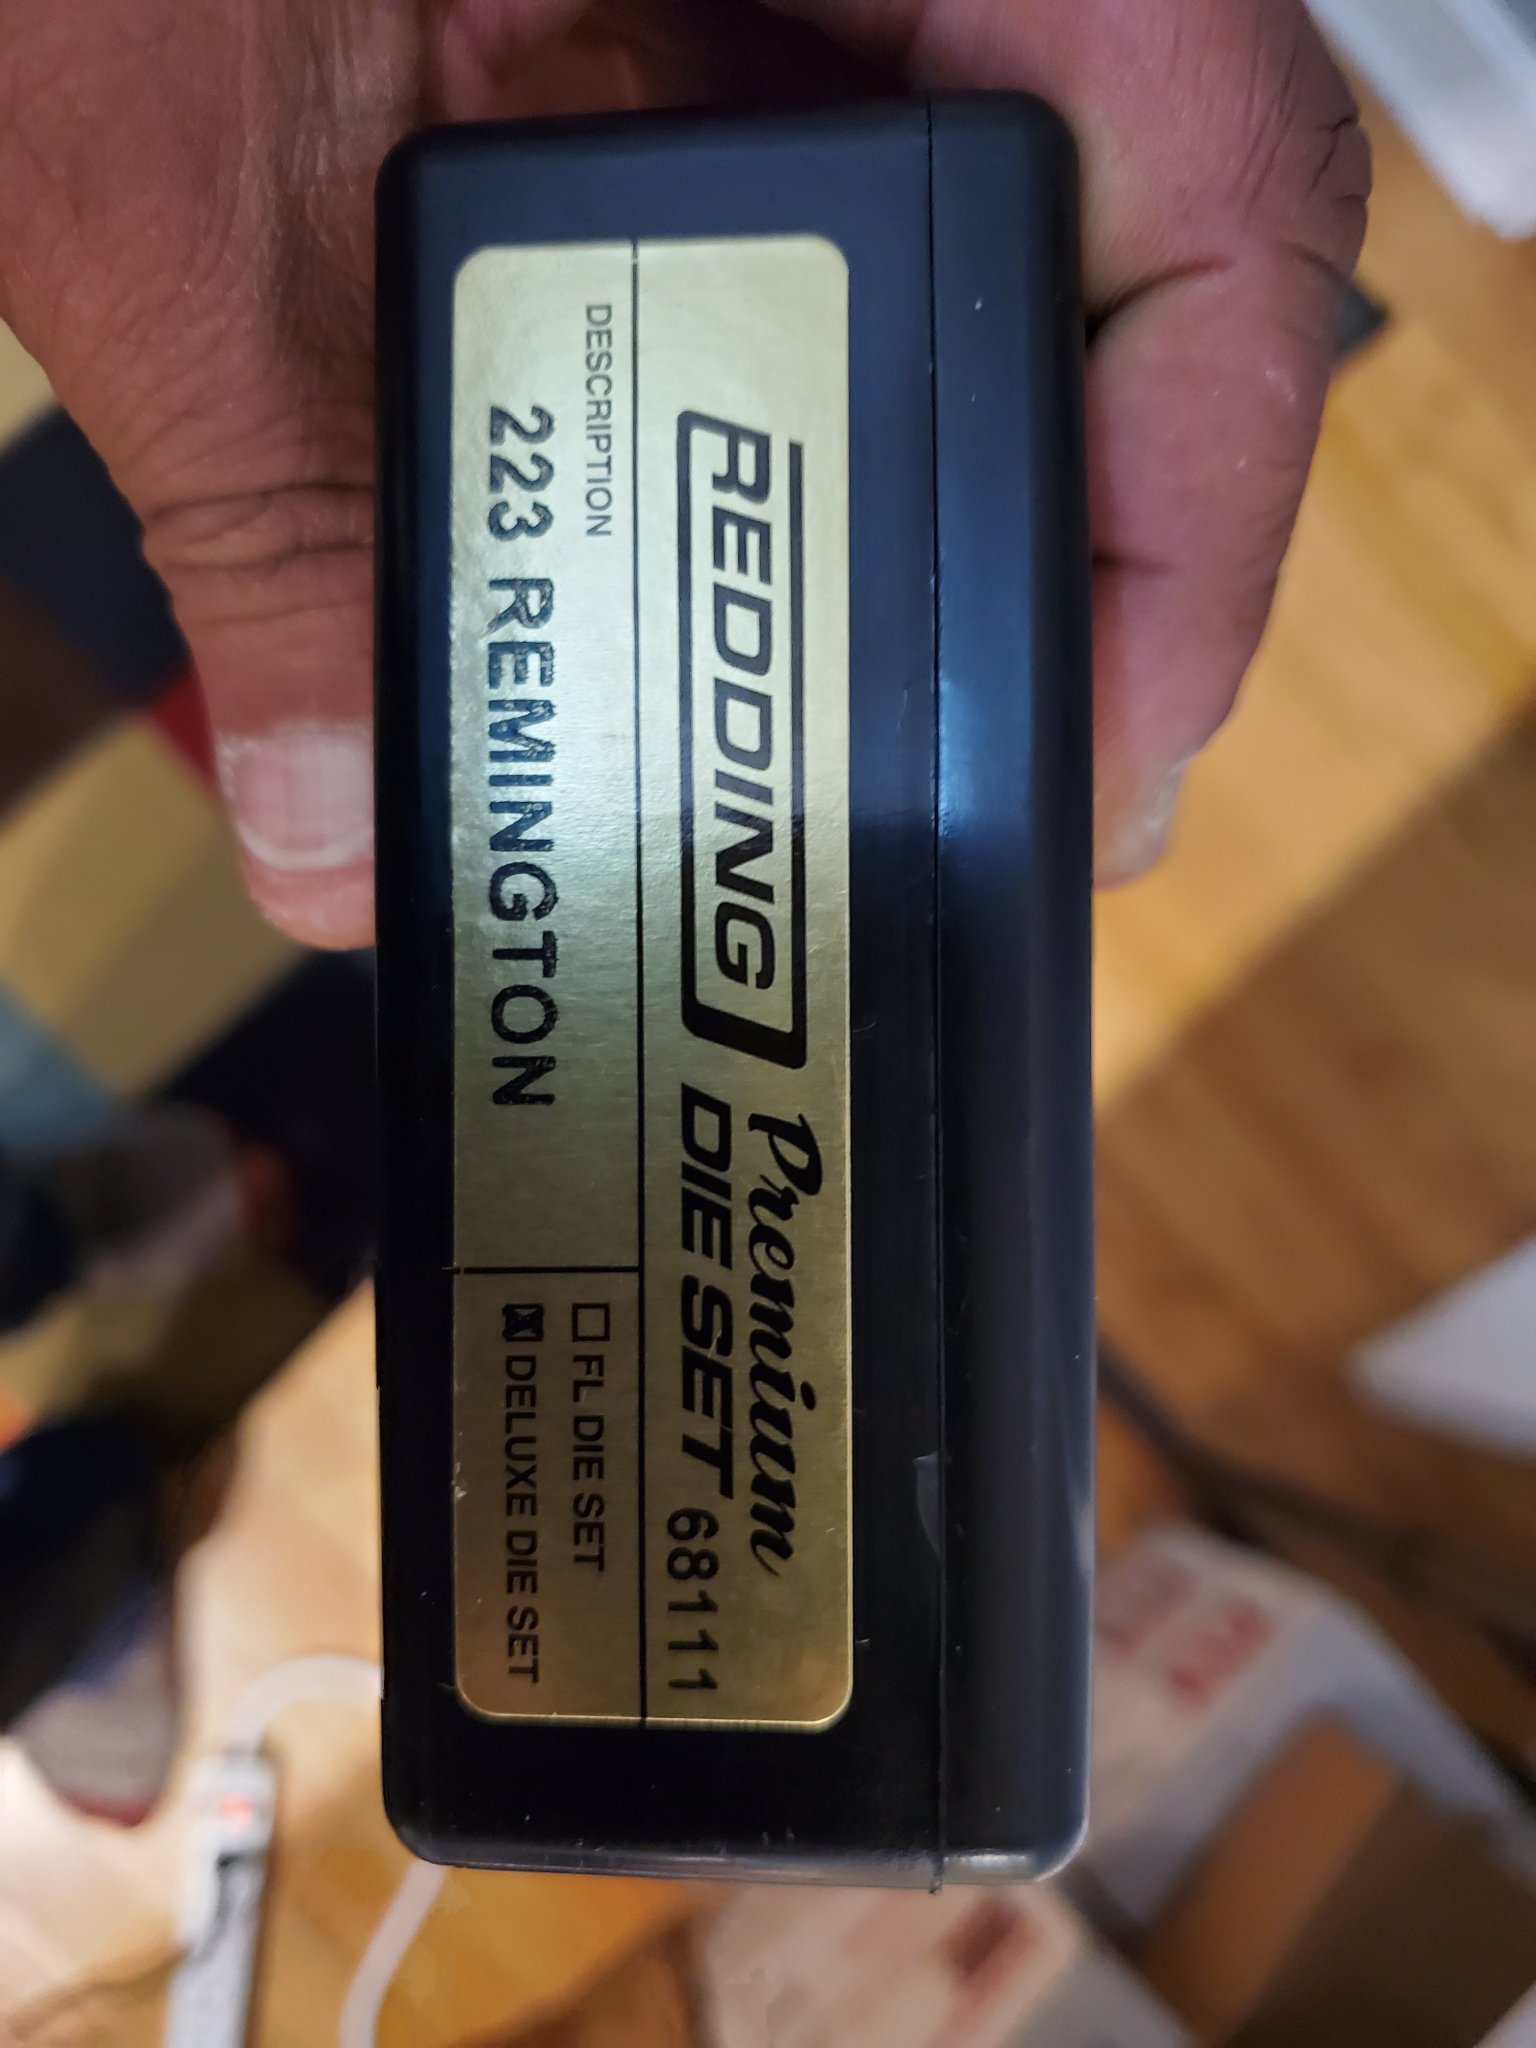 REDDING Premium
DIE SET 68111
DESCRIPTION
223 REMINGTON
FL DIE SET
DELUXE DIE SET